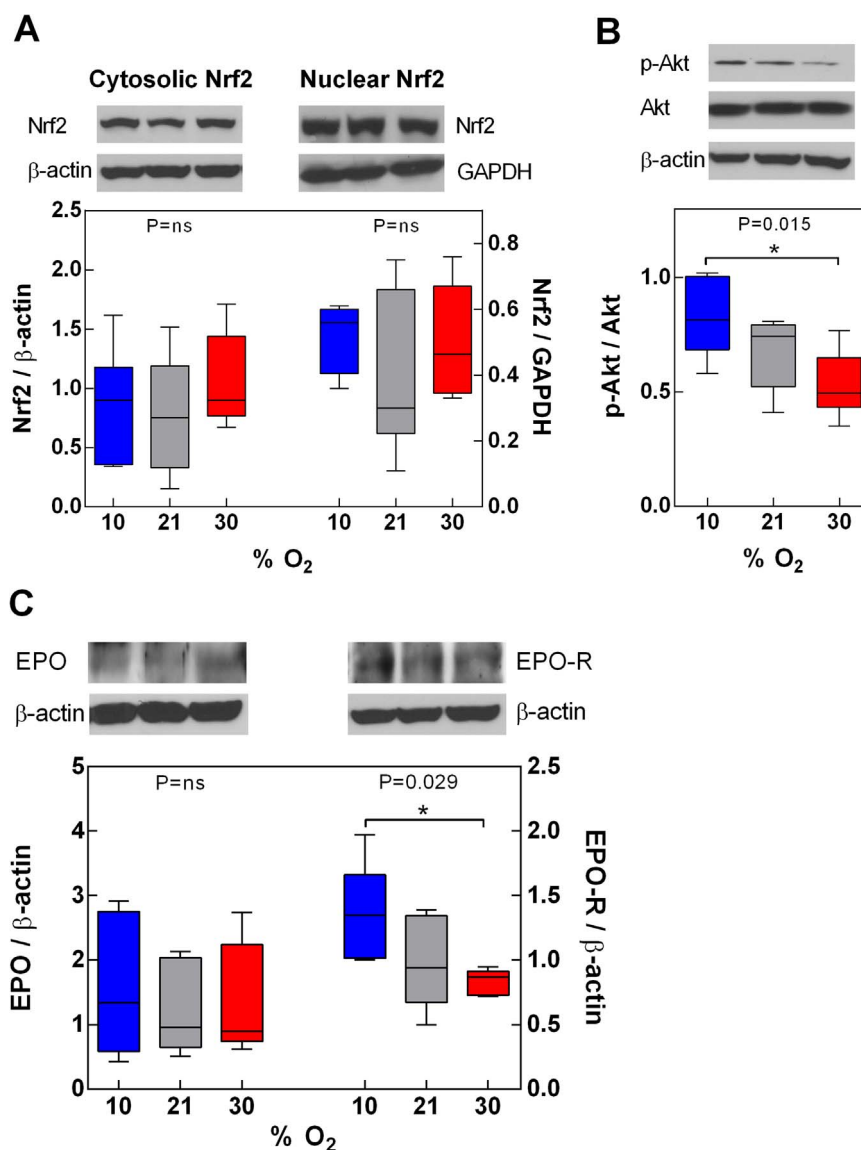 A
Cytosolic Nrf2
Nuclear Nrf2
Nrf2
Nrf2
β-actin
GAPDH
P=ns
P=ns
Nrf2 / β-actin
2.5
2.0
1.5
1.0
0.5
0.0
Nrf2 / GAPDH
0.8
0.6
0.4
0.2
0.0
10 21 30 10 21 30
% O2
B
p-Akt
Akt
β-actin
P=0.015
*
p-Akt / Akt
1.0
0.5
0.0
10 21 30
% O2
C
EPO
EPO-R
β-actin
β-actin
P=ns
P=0.029
*
EPO / β-actin
5
4
3
2
1
0
EPO-R / β-actin
2.5
2.0
1.5
1.0
0.5
0.0
10 21 30 10 21 30
% O2